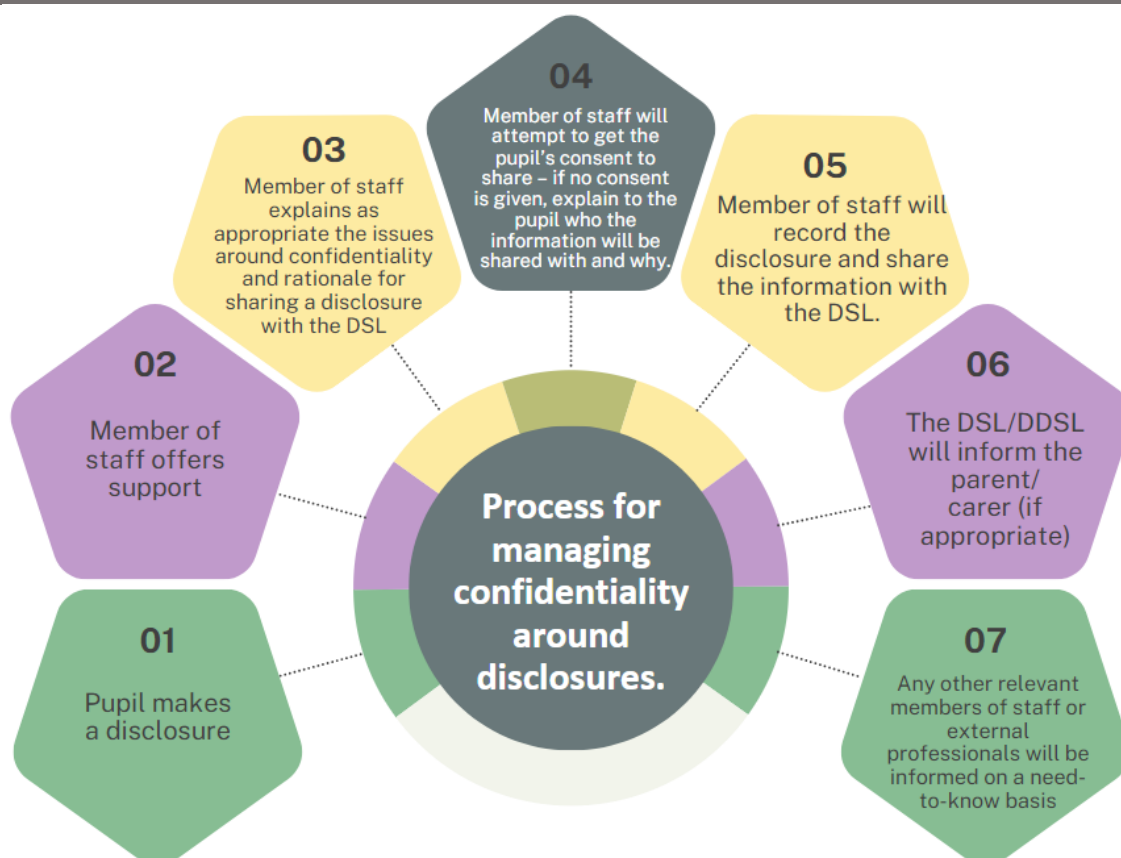 01
Pupil makes
a disclosure
02
Member of
staff offers
support
03
Member of staff
explains as
appropriate the issues
around confidentiality
and rationale for
sharing a disclosure
with the DSL
04
Member of staff will
attempt to get the
pupil’s consent to
share – if no consent
is given, explain to the
pupil who the
information will be
shared with and why.
05
Member of staff will
record the
disclosure and share
the information with
the DSL.
06
The DSL/DDSL
will inform the
parent/
carer (if
appropriate)
07
Any other relevant
members of staff or
external
professionals will be
informed on a need-
to-know basis
Process for
managing
confidentiality
around
disclosures.